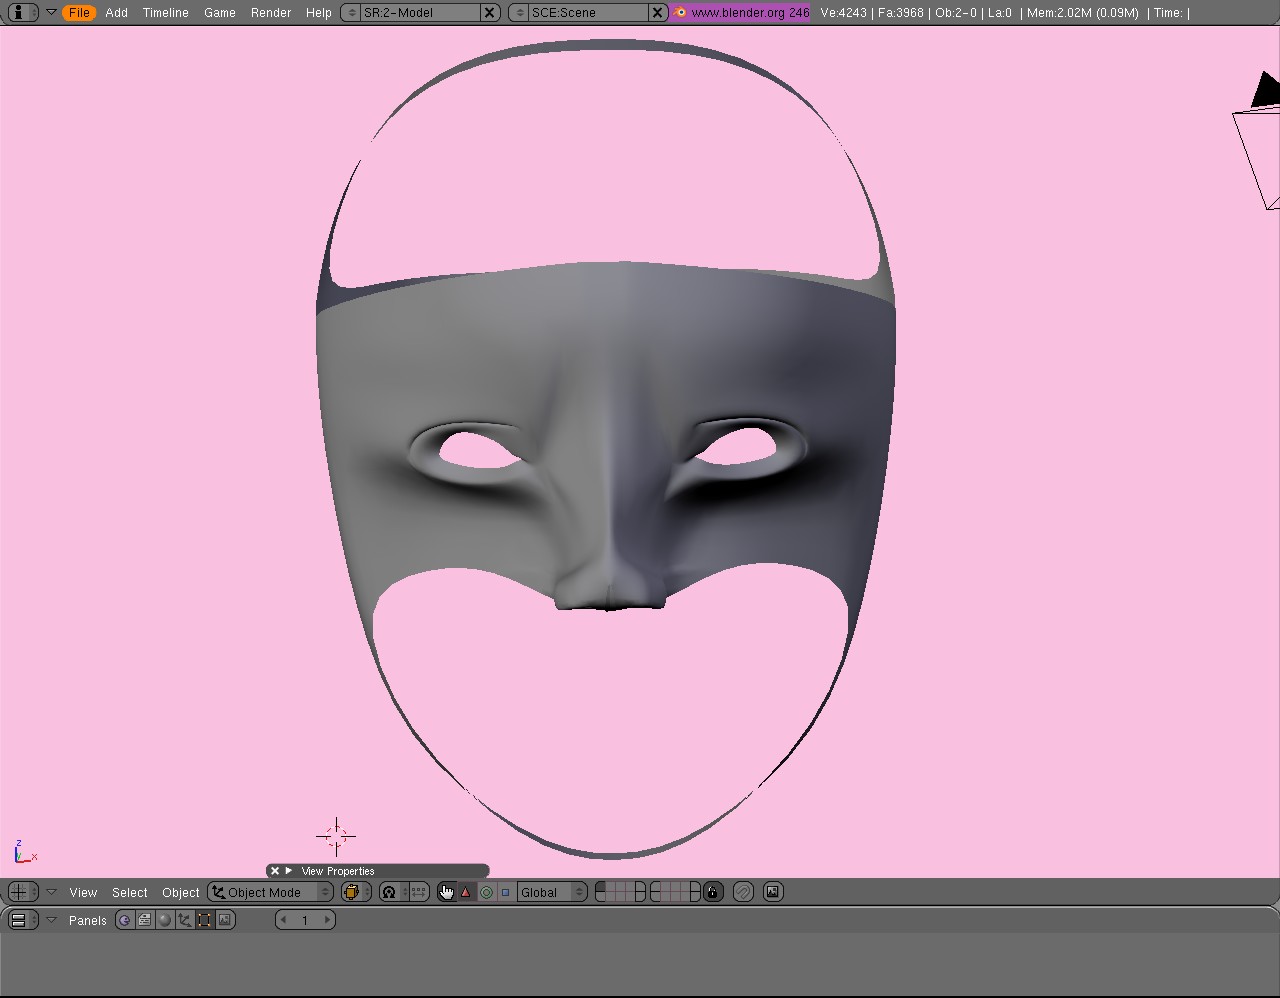 File Add Timeline Game Render Help SR:2-Model SCE:Scene www.blender.org 246 Ve:4243 | Fa:3968 | Ob:2-0 | La:0 | Mem:2.02M (0.09M) | Time: |
z
y x
View Properties
View Select Object Object Mode Global
Panels 1